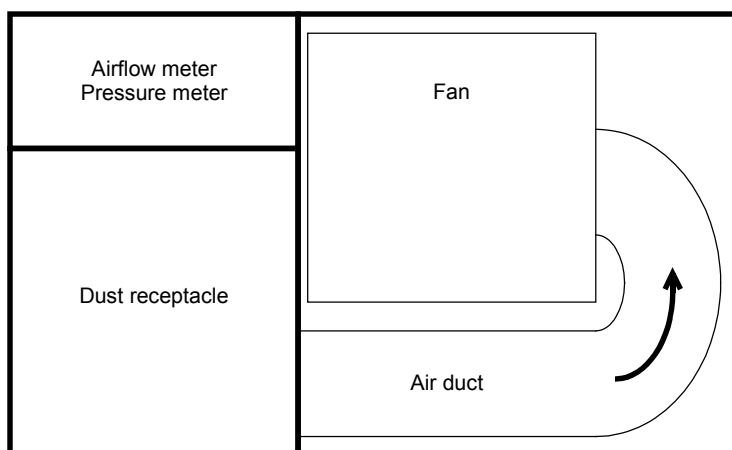 Airflow meter
Pressure meter
Fan
Dust receptacle
Air duct